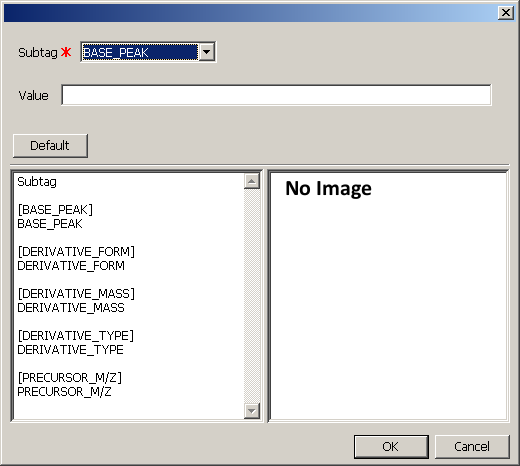 Subtag * BASE_PEAK
Value
Default
Subtag
[BASE_PEAK]
BASE_PEAK
[DERIVATIVE_FORM]
DERIVATIVE_FORM
[DERIVATIVE_MASS]
DERIVATIVE_MASS
[DERIVATIVE_TYPE]
DERIVATIVE_TYPE
[PRECURSOR_M/Z]
PRECURSOR_M/Z
No Image
OK Cancel